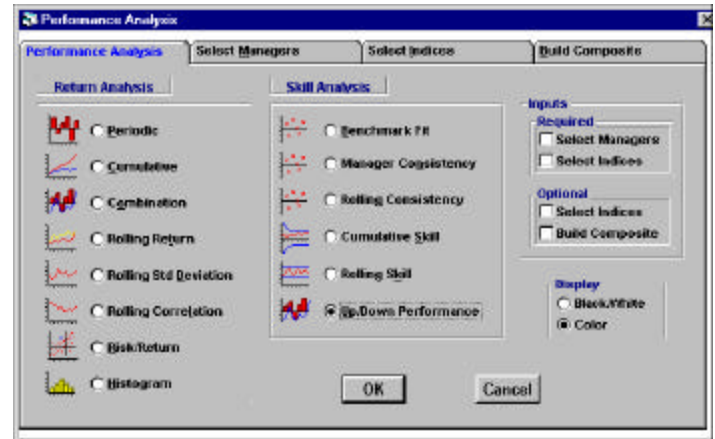 Performance Analysis
Performance Analysis
Select Managers
Select Indices
Build Composite
Return Analysis
Periodic
Cumulative
Combination
Rolling Return
Rolling Std Deviation
Rolling Correlation
Risk/Return
Histogram
Skill Analysis
Benchmark Fit
Manager Consistency
Rolling Consistency
Cumulative Skill
Rolling Skill
Up/Down Performance
Inputs
Required
Select Managers
Select Indices
Optional
Select Indices
Build Composite
Display
Black/White
Color
OK
Cancel